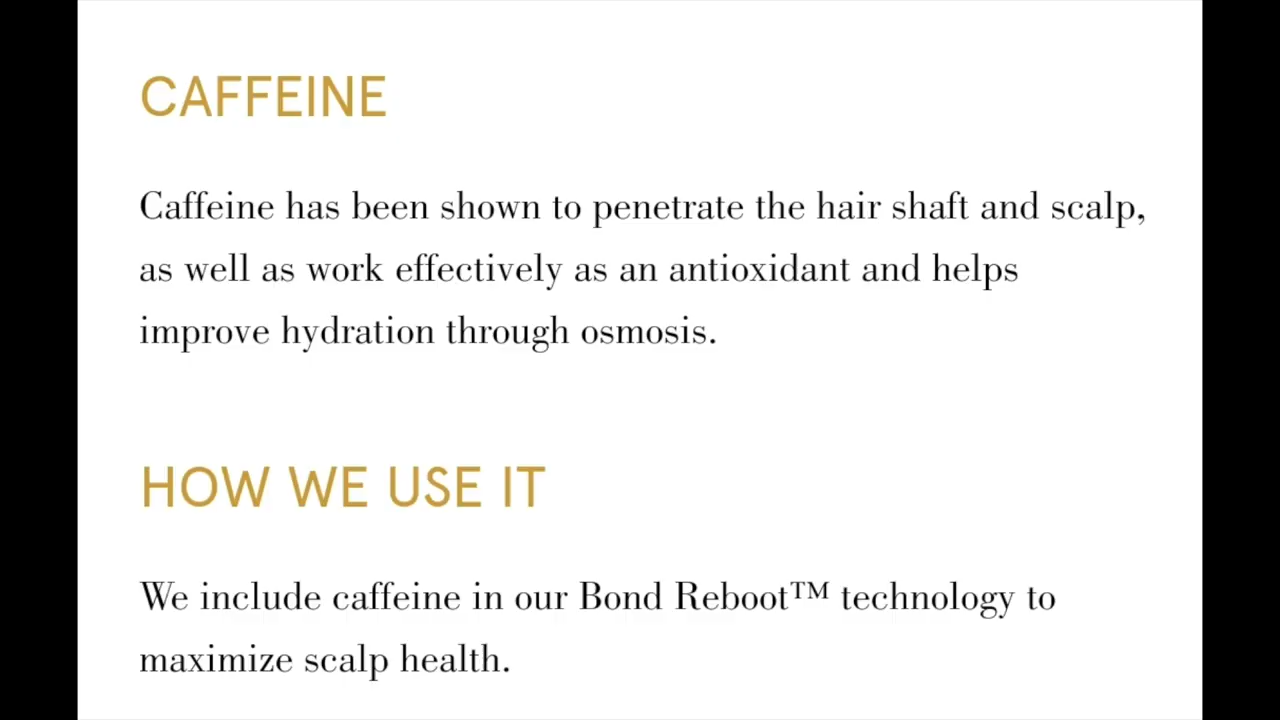 CAFFEINE
Caffeine has been shown to penetrate the hair shaft and scalp,
as well as work effectively as an antioxidant and helps
improve hydration through osmosis.
HOW WE USE IT
We include caffeine in our Bond Reboot™ technology to
maximize scalp health.